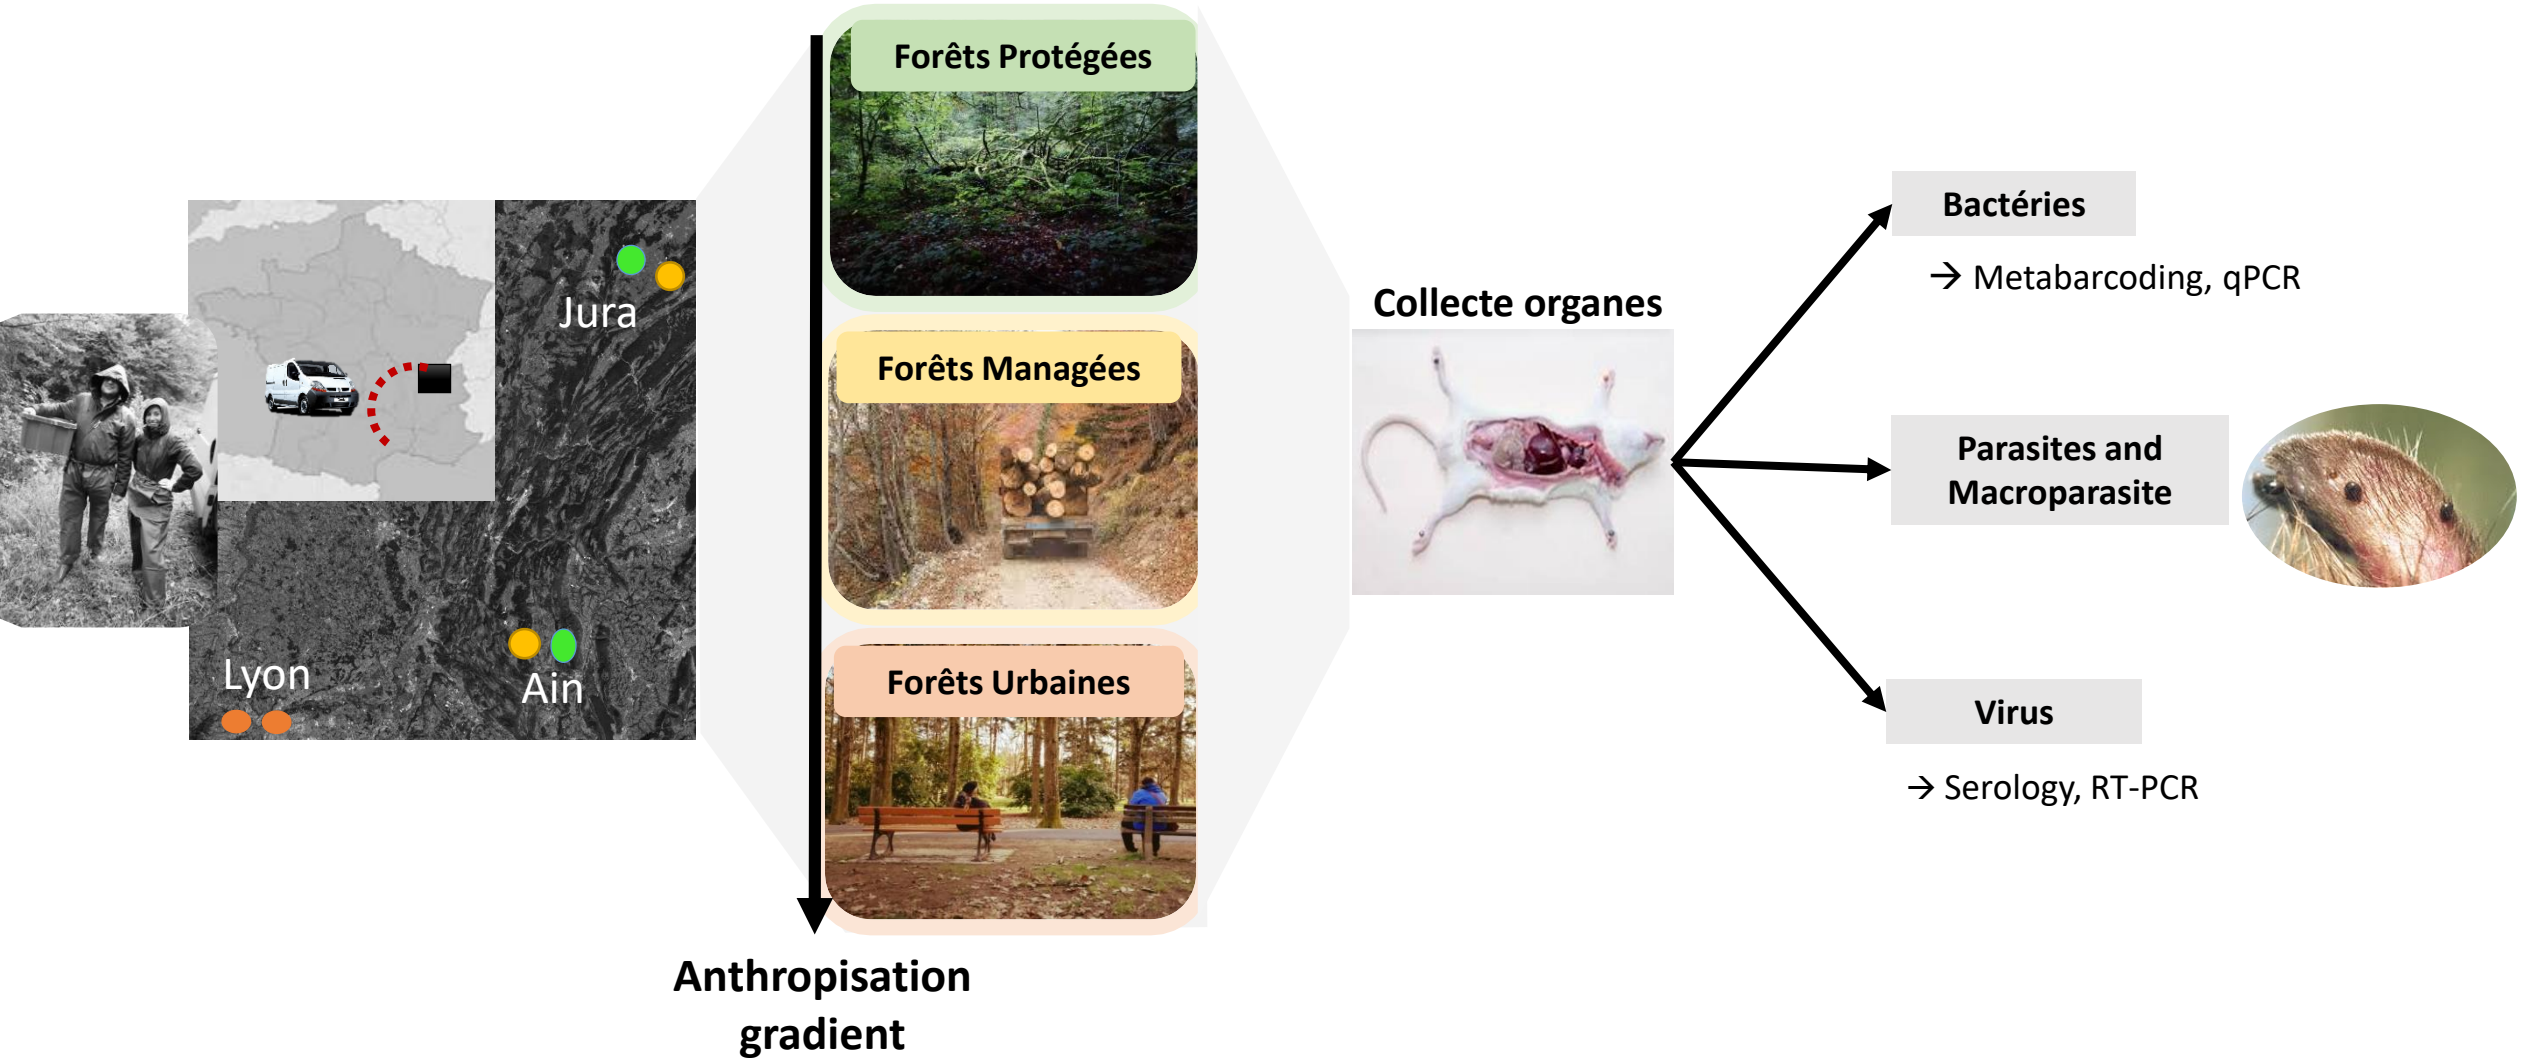 Forêts Protégées
Jura
Forêts Managées
Lyon
Ain
Forêts Urbaines
Anthropisation
gradient
Collecte organes
Bactéries
→ Metabarcoding, qPCR
Parasites and
Macroparasite
Virus
→ Serology, RT-PCR